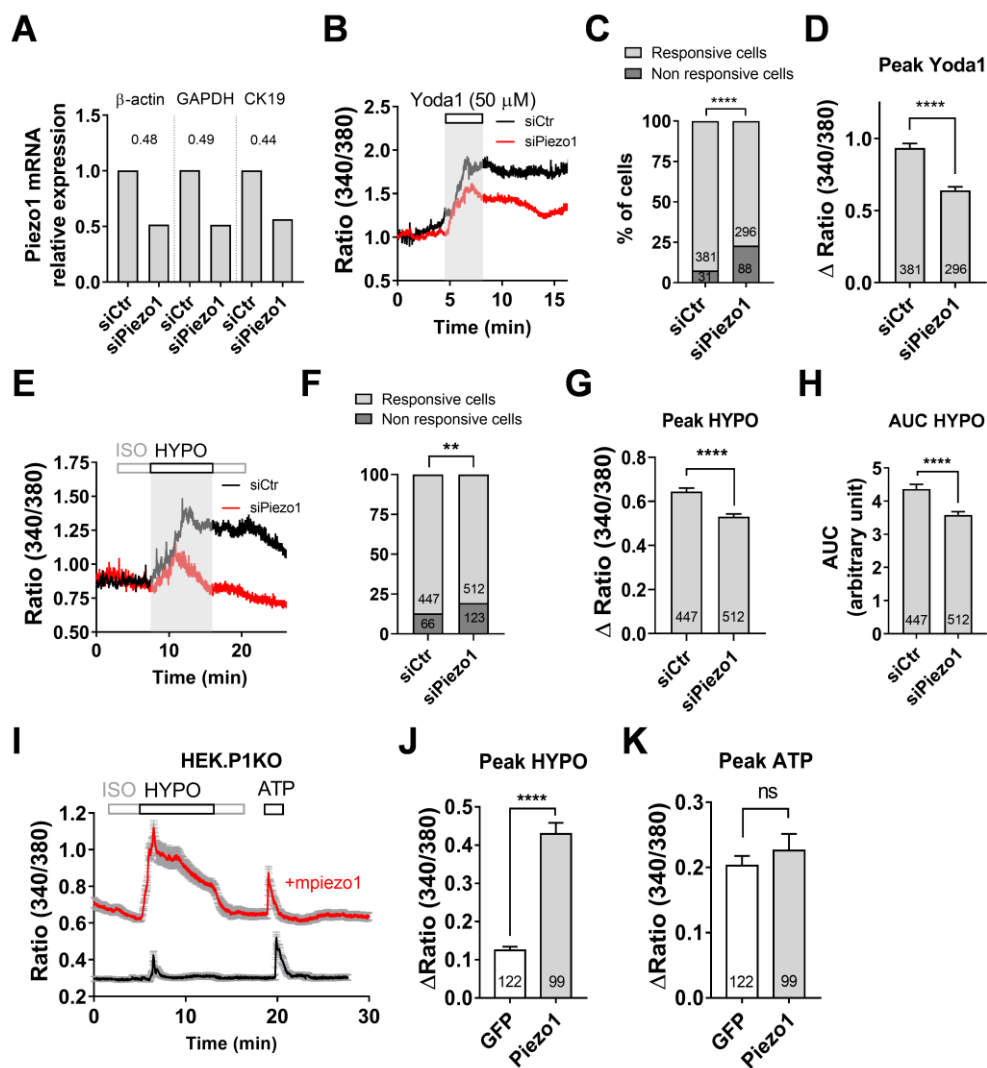 A
β-actin GAPDH CK19
0.48 0.49 0.44
Piezo1 mRNA
relative expression
1.5
1.0
0.5
0.0
siCtr
siPiezo1
siCtr
siPiezo1
siCtr
siPiezo1
B
Yoda1 (50 μM)
siCtr
siPiezo1
Ratio (340/380)
2.5
2.0
1.5
1.0
0.5
0 5 10 15
Time (min)
C
Responsive cells
Non responsive cells
****
% of cells
100
75
50
25
0
381 296
31 88
siCtr
siPiezo1
D
Peak Yoda1
****
Δ Ratio (340/380)
1.0
0.5
0.0
381 296
siCtr
siPiezo1
E
ISO HYPO
siCtr
siPiezo1
Ratio (340/380)
1.75
1.50
1.25
1.00
0.75
0.50
0 10 20
Time (min)
F
Responsive cells
Non responsive cells
**
100
75
50
25
0
447 512
66 123
siCtr
siPiezo1
G
Peak HYPO
****
Δ Ratio (340/380)
0.8
0.6
0.4
0.2
0.0
447 512
siCtr
siPiezo1
H
AUC HYPO
****
AUC
(arbitrary unit)
5
4
3
2
1
0
447 512
siCtr
siPiezo1
I
HEK.P1KO
ISO HYPO ATP
+mpiezo1
Ratio (340/380)
1.2
1.0
0.8
0.6
0.4
0.2
0 10 20 30
Time (min)
J
Peak HYPO
****
ΔRatio (340/380)
0.5
0.4
0.3
0.2
0.1
0.0
122 99
GFP
Piezo1
K
Peak ATP
ns
ΔRatio (340/380)
0.3
0.2
0.1
0.0
122 99
GFP
Piezo1